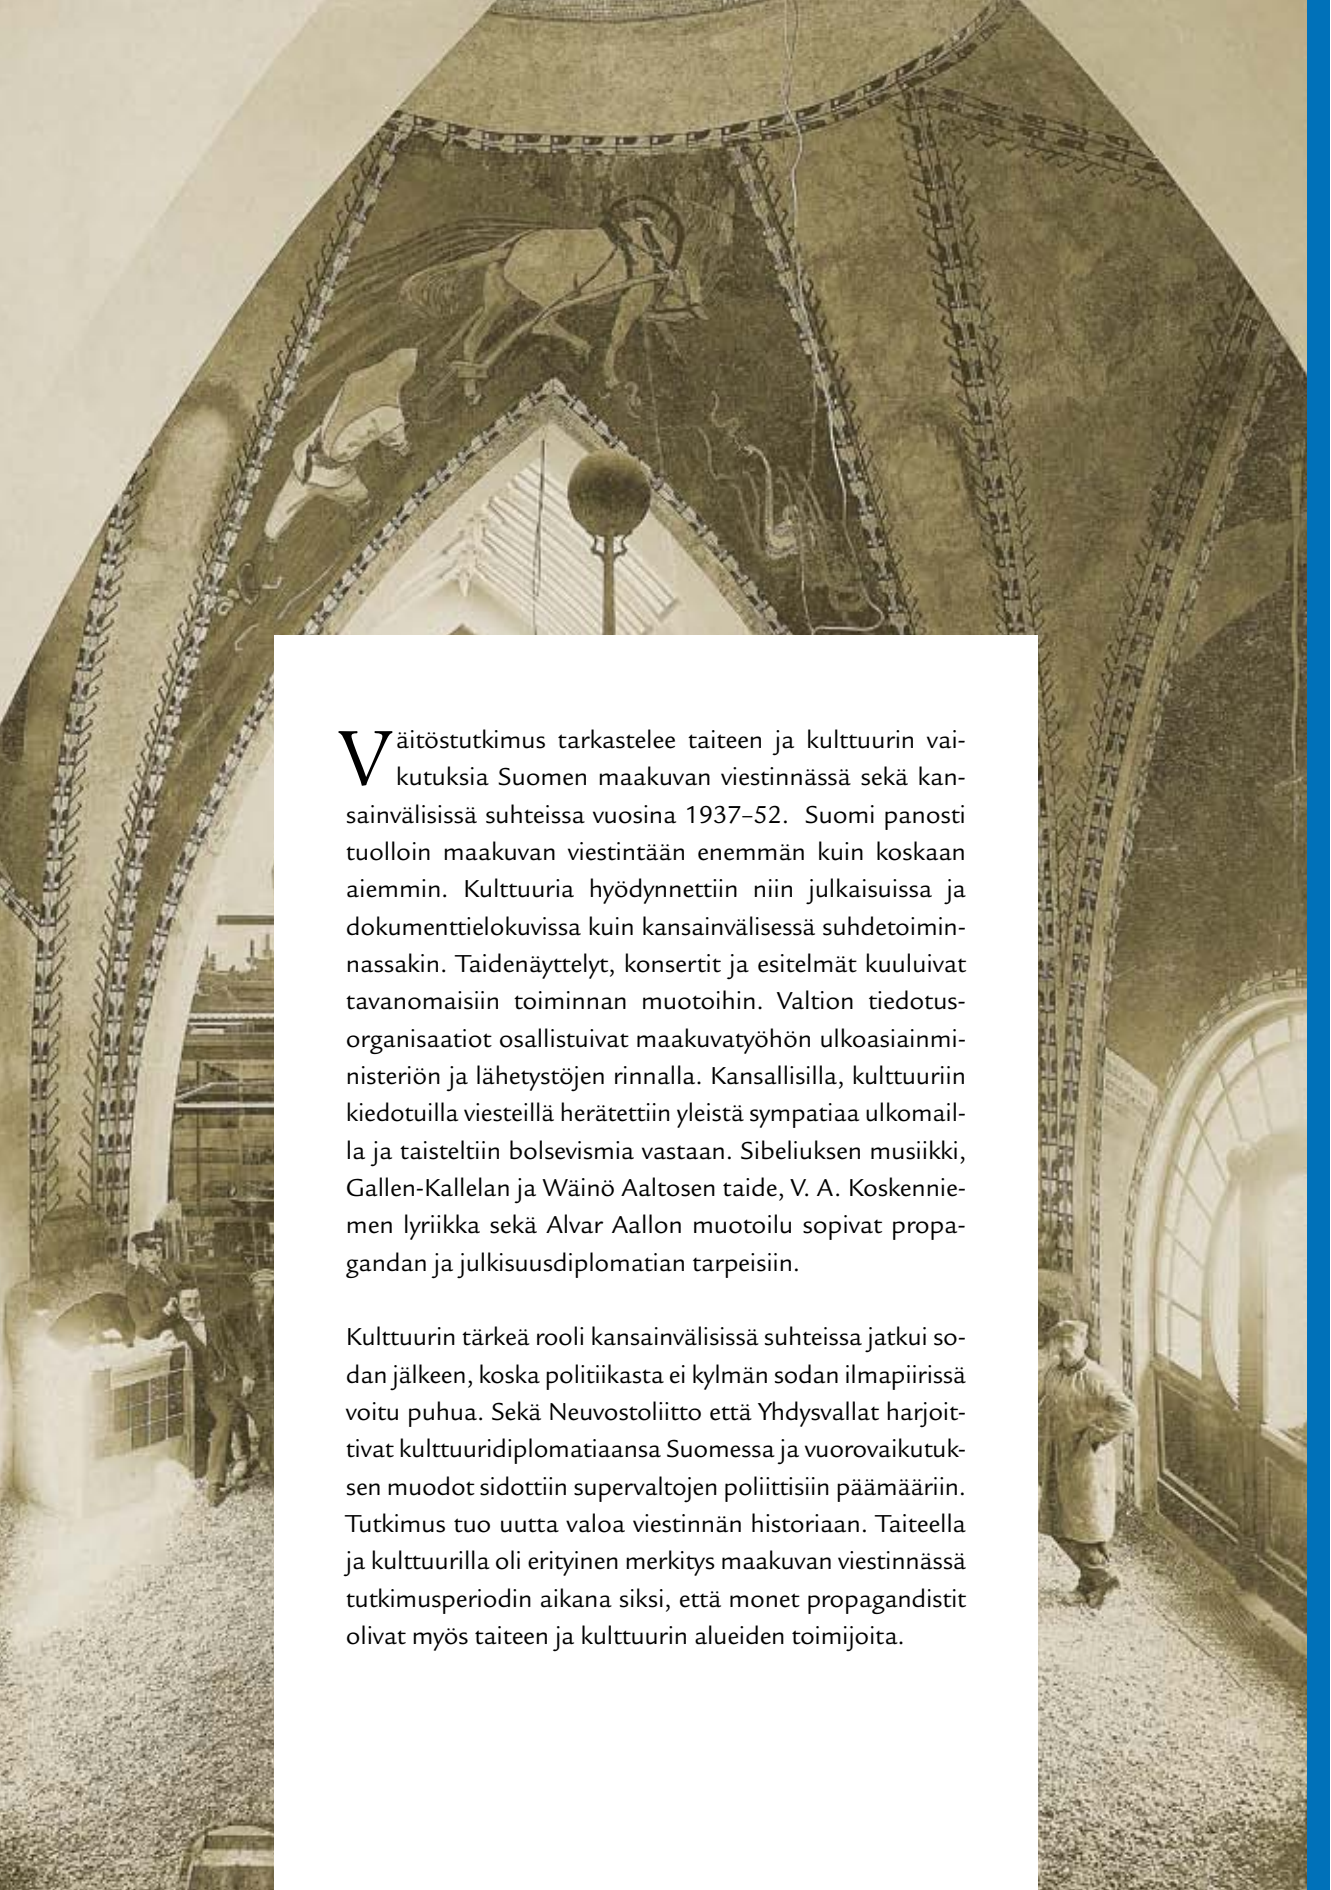 Väitöstutkimus tarkastelee taiteen ja kulttuurin vai-
kutuksia Suomen maakuvan viestinnässä sekä kan-
sainvälisissä suhteissa vuosina 1937–52. Suomi panosti
tuolloin maakuvan viestintään enemmän kuin koskaan
aiemmin. Kulttuuria hyödynnettiin niin julkaisuissa ja
dokumenttielokuvissa kuin kansainvälisessä suhdetoimin-
nassakin. Taidenäyttelyt, konsertit ja esitelmät kuuluivat
tavanomaisiin toiminnan muotoihin. Valtion tiedotus-
organisaatiot osallistuivat maakuvatyöhön ulkoasiainmi-
nisteriön ja lähetystöjen rinnalla. Kansallisilla, kulttuuriin
kiedotuilla viesteillä herätettiin yleistä sympatiaa ulkomail-
la ja taisteltiin bolsevismia vastaan. Sibeliuksen musiikki,
Gallen-Kallelan ja Wäinö Aaltosen taide, V. A. Koskennie-
men lyriikka sekä Alvar Aallon muotoilu sopivat propa-
gandan ja julkisuusdiplomatian tarpeisiin.
Kulttuurin tärkeä rooli kansainvälisissä suhteissa jatkui so-
dan jälkeen, koska politiikasta ei kylmän sodan ilmapiirissä
voitu puhua. Sekä Neuvostoliitto että Yhdysvallat harjoit-
tivat kulttuuridiplomatiaansa Suomessa ja vuorovaikutuk-
sen muodot sidottiin supervaltojen poliittisiin päämääriin.
Tutkimus tuo uutta valoa viestinnän historiaan. Taiteella
ja kulttuurilla oli erityinen merkitys maakuvan viestinnässä
tutkimusperiodin aikana siksi, että monet propagandistit
olivat myös taiteen ja kulttuurin alueiden toimijoita.